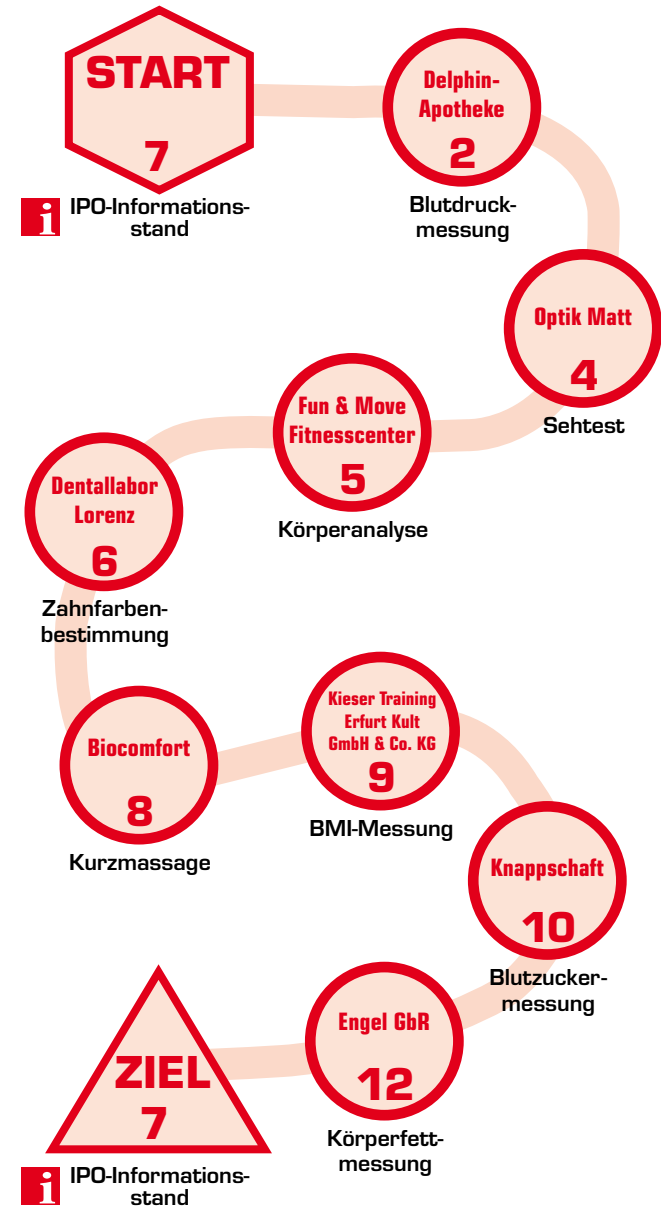 START
7
i IPO-Informations-
stand
Delphin-
Apotheke
2
Blutdruck-
messung
Optik Matt
4
Sehtest
Fun & Move
Fitnesscenter
5
Körperanalyse
Dentallabor
Lorenz
6
Zahnfarben-
bestimmung
Biocomfort
8
Kurzmassage
Kieser Training
Erfurt Kult
GmbH & Co. KG
9
BMI-Messung
Knappschaft
10
Blutzucker-
messung
Engel GbR
12
Körperfett-
messung
ZIEL
7
i IPO-Informations-
stand